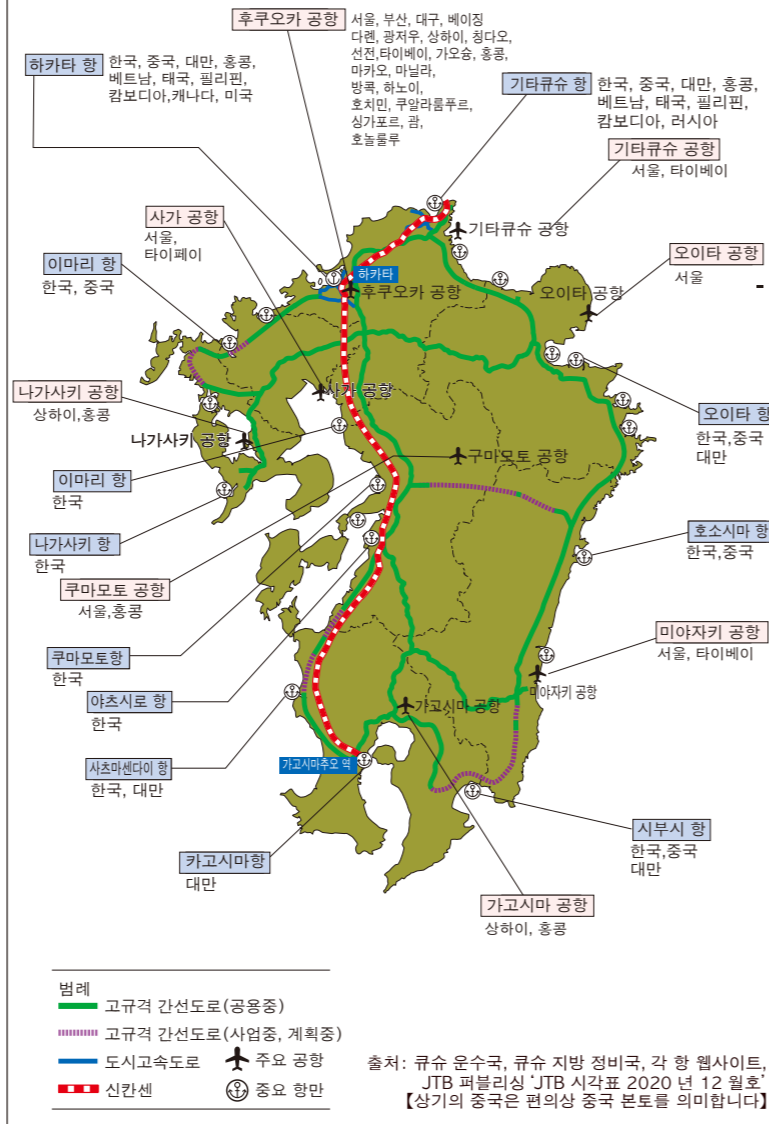 후쿠오카 공항
서울, 부산, 대구, 베이징
다롄, 광저우, 상하이, 칭다오,
선전,타이베이, 가오슝, 홍콩,
마카오, 마닐라,
방콕, 하노이,
호치민, 쿠알라룸푸르,
싱가포르, 괌,
호놀룰루
하카타 항
한국, 중국, 대만, 홍콩,
베트남, 태국, 필리핀,
캄보디아,캐나다, 미국
기타큐슈 항
한국, 중국, 대만, 홍콩,
베트남, 태국, 필리핀,
캄보디아, 러시아
기타큐슈 공항
서울, 타이베이
사가 공항
서울,
타이페이
기타큐슈 공항
이마리 항
한국, 중국
하카타
후쿠오카 공항
오이타 공항
오이타 공항
서울
-
나가사키 공항
상하이,홍콩
사가 공항
나가사키 공항
오이타 항
한국,중국
대만
구마모토 공항
이마리 항
한국
나가사키 항
한국
호소시마 항
한국,중국
쿠마모토 공항
서울,홍콩
쿠마모토항
한국
미야자키 공항
서울, 타이베이
미야자키 공항
야츠시로 항
한국
가고시마 공항
사츠마센다이 항
한국, 대만
가고시마추오 역
시부시 항
한국,중국
대만
카고시마항
대만
가고시마 공항
상하이, 홍콩
범례
고규격 간선도로(공용중)
고규격 간선도로(사업중, 계획중)
도시고속도로
주요 공항
신칸센
중요 항만
출처: 큐슈 운수국, 큐슈 지방 정비국, 각 항 웹사이트,
JTB 퍼블리싱 ‘JTB 시각표 2020 년 12 월호’
【상기의 중국은 편의상 중국 본토를 의미합니다】